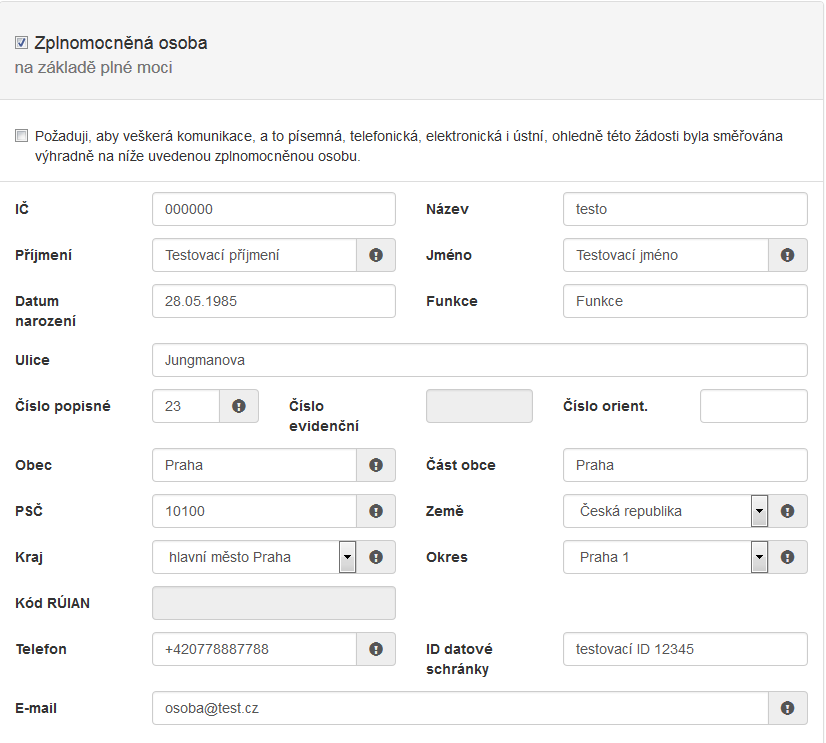 Zplnomocněná osoba
na základě plné moci
Požaduji, aby veškerá komunikace, a to písemná, telefonická, elektronická i ústní, ohledně této žádosti byla směřována
výhradně na níže uvedenou zplnomocněnou osobu.
IČ 000000 Název testo
Příjmení Testovací příjmení Jméno Testovací jméno
Datum narození 28.05.1985 Funkce Funkce
Ulice Jungmanova
Číslo popisné 23 Číslo evidenční Číslo orient.
Obec Praha Část obce Praha
PSČ 10100 Země Česká republika
Kraj hlavní město Praha Okres Praha 1
Kód RÚIAN
Telefon +420778887788 ID datové schránky testovací ID 12345
E-mail osoba@test.cz